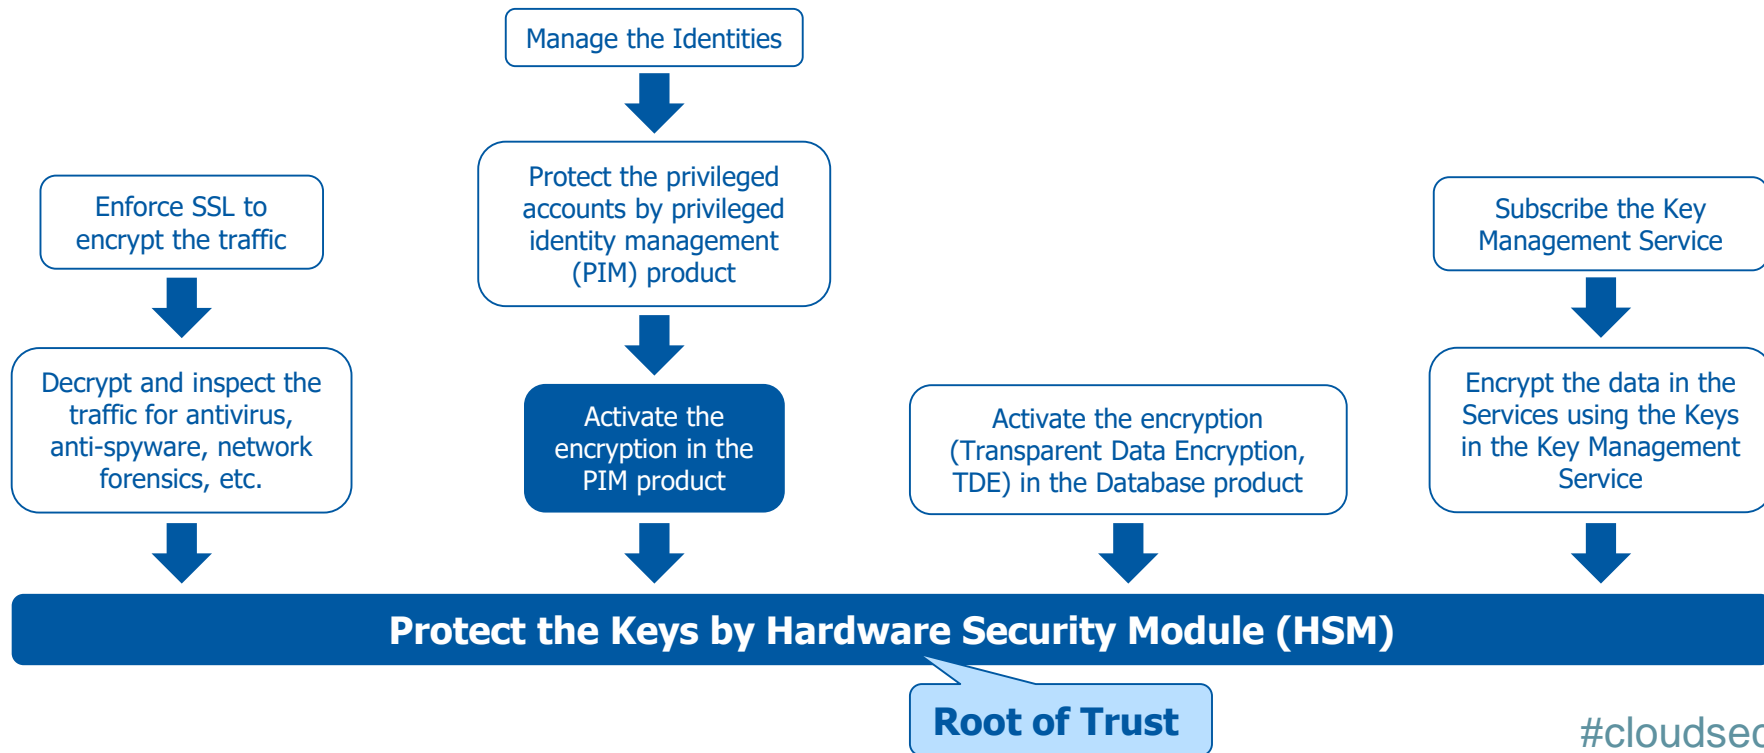 Manage the Identities
Enforce SSL to
encrypt the traffic
Protect the privileged
accounts by privileged
identity management
(PIM) product
Subscribe the Key
Management Service
Decrypt and inspect the
traffic for antivirus,
anti-spyware, network
forensics, etc.
Activate the
encryption in the
PIM product
Activate the encryption
(Transparent Data Encryption,
TDE) in the Database product
Encrypt the data in the
Services using the Keys
in the Key Management
Service
Protect the Keys by Hardware Security Module (HSM)
Root of Trust
#cloudsec